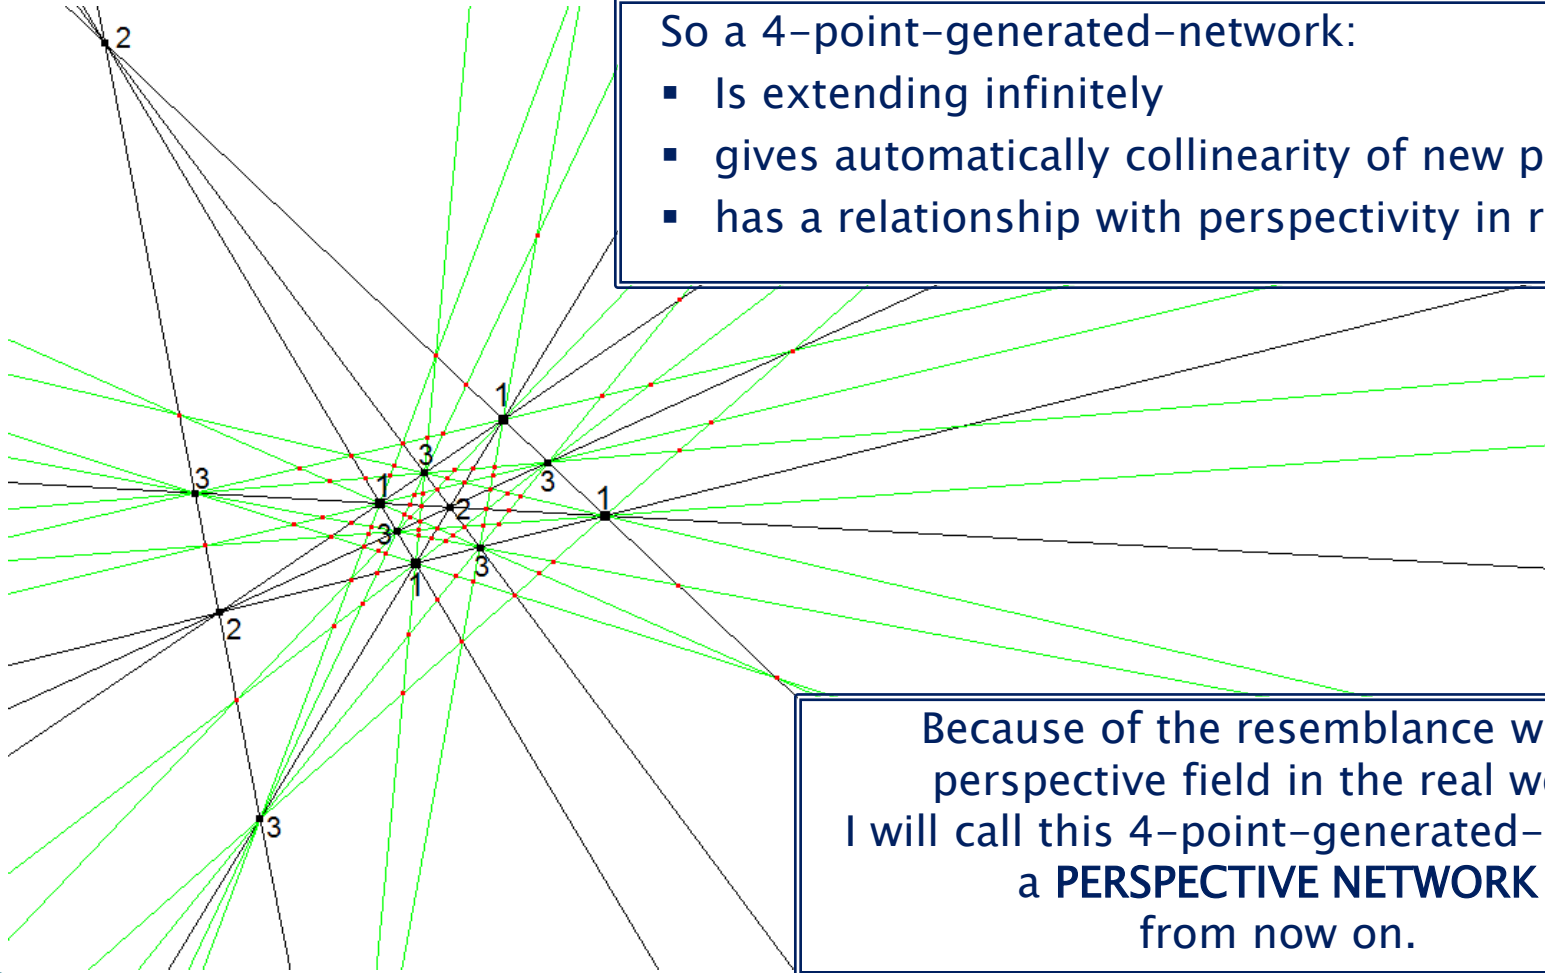 2
So a 4-point-generated-network:
▪ Is extending infinitely
▪ gives automatically collinearity of new
▪ has a relationship with perspectivity in
1
3
3
3
1
1
2
3
3
1
2
3
Because of the resemblance
perspective field in the real
I will call this 4-point-generated-
a PERSPECTIVE NETWORK
from now on.